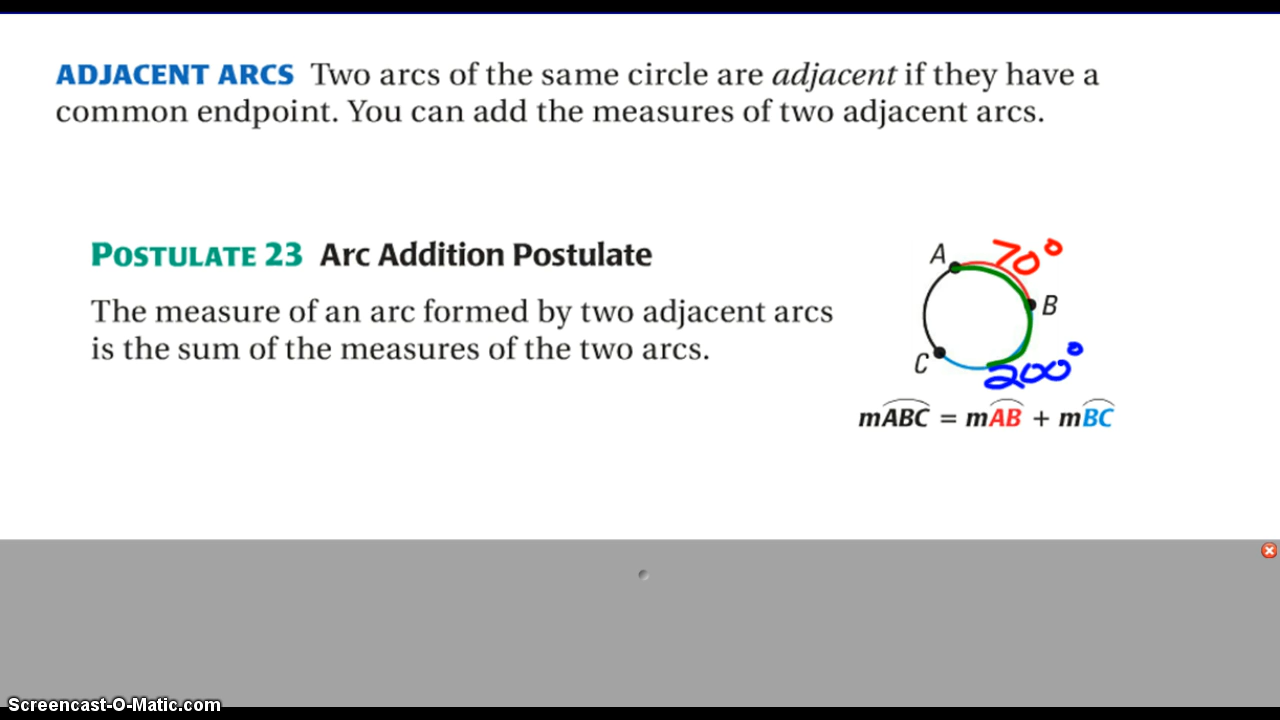 ADJACENT ARCS Two arcs of the same circle are adjacent if they have a
common endpoint. You can add the measures of two adjacent arcs.
POSTULATE 23 Arc Addition Postulate
The measure of an arc formed by two adjacent arcs
is the sum of the measures of the two arcs.
A
70°
B
C
200°
mABC = mAB + mBC
Screencast-O-Matic.com